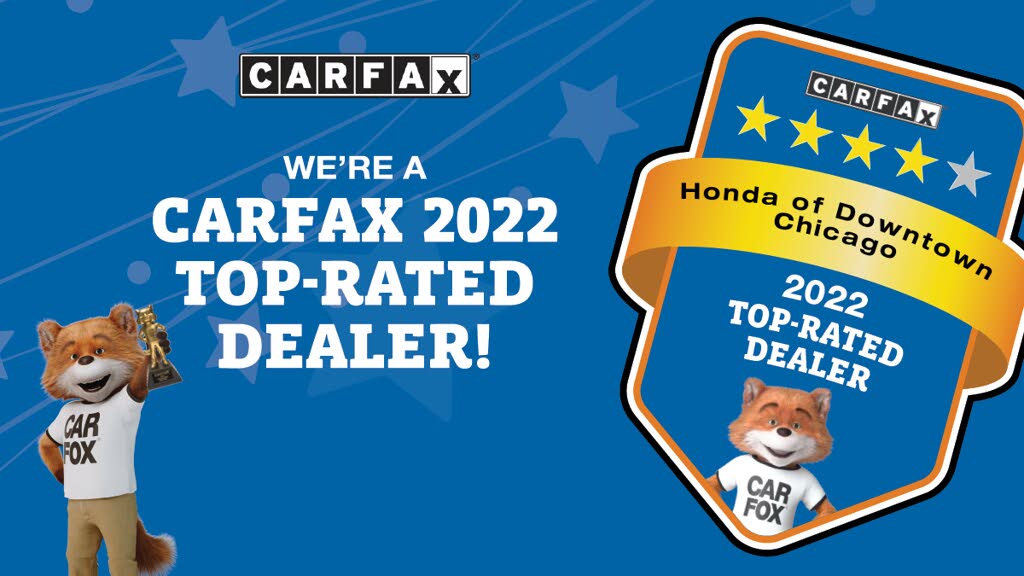 CARFAX
WE'RE A
CARFAX 2022
TOP-RATED
DEALER!
CAR
FOX
CARFAX
Honda of Downtown
Chicago
2022
TOP-RATED
DEALER
CAR
FOX